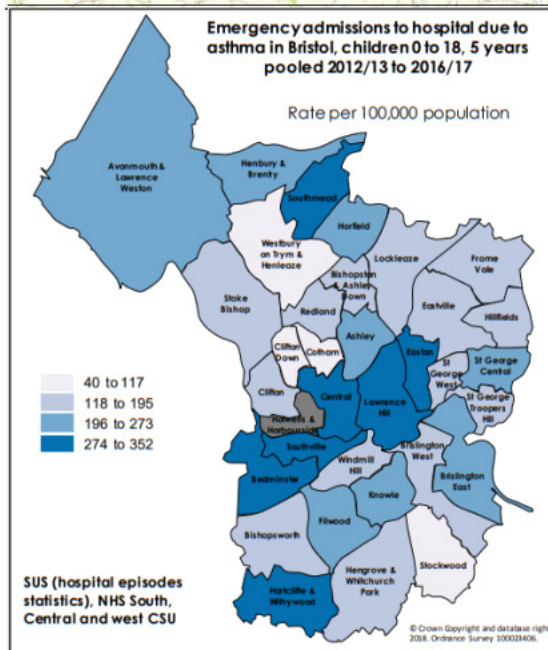 Emergency admissions to hospital due to
asthma in Bristol, children 0 to 18, 5 years
pooled 2012/13 to 2016/17
Rate per 100,000 population
Avonmouth &
Lawrence
Weston
Henbury &
Brentry
Southmead
Horfield
Westbury
on Trym &
Henleaze
Lockleaze
Frome
Vale
Bishopston
& Ashley
Down
Stoke
Bishop
Redland
Eastville
Hillfields
Ashley
Clifton
Down
Cotham
Easton
St
George
West
St George
Central
Clifton
Central
Lawrence
Hill
St George
Troopers
Hill
Hotwells &
Harbourside
Southville
Brislington
West
Windmill
Hill
Bedminster
Knowle
Brislington
East
Filwood
Bishopsworth
Stockwood
Hengrove &
Whitchurch
Park
Hartcliffe &
Withywood
40 to 117
118 to 195
196 to 273
274 to 352
SUS (hospital episodes
statistics), NHS South,
Central and west CSU
© Crown Copyright and database righ
2018. Ordnance Survey 100023406.